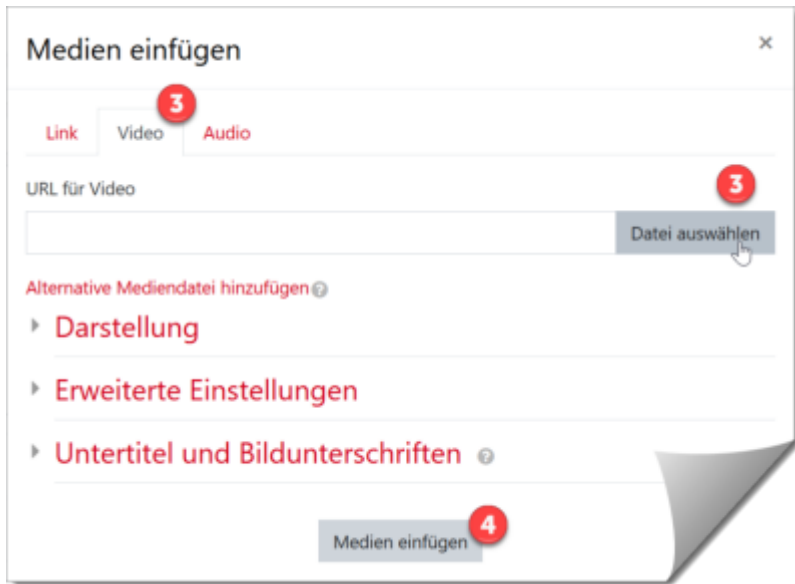 Medien einfügen ×
3
Link Video Audio
URL für Video
3
Datei auswählen
Alternative Mediendatei hinzufügen ?
Darstellung
Erweiterte Einstellungen
Untertitel und Bildunterschriften ?
4
Medien einfügen